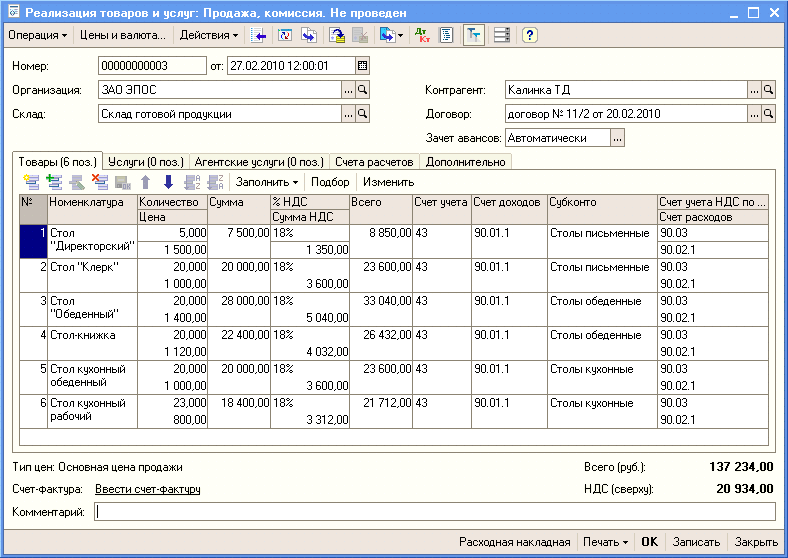 Реализация товаров и услуг: Продажа, комиссия. Не проведен
Операция Цены и валюта... Действия
Номер: 00000000003 от: 27.02.2010 12:00:01
Организация: ЗАО ЭПОС ... Контрагент: Калинка ТД ...
Склад: Склад готовой продукции ... Договор: договор № 11/2 от 20.02.2010 ...
Зачет авансов: Автоматически ...
Товары (6 поз.) Услуги (0 поз.) Агентские услуги (0 поз.) Счета расчетов Дополнительно
Заполнить Подбор Изменить
№ Номенклатура Количество Сумма % НДС Всего Счет учета Счет доходов Субконто Счет учета НДС по ...
Цена Сумма НДС Счет расходов
1 Стол 5,000 7 500,00 18% 8 850,00 43 90.01.1 Столы письменные 90.03
"Директорский" 1 500,00 1 350,00 90.02.1
2 Стол "Клерк" 20,000 20 000,00 18% 23 600,00 43 90.01.1 Столы письменные 90.03
1 000,00 3 600,00 90.02.1
3 Стол 20,000 28 000,00 18% 33 040,00 43 90.01.1 Столы обеденные 90.03
"Обеденный" 1 400,00 5 040,00 90.02.1
4 Стол-книжка 20,000 22 400,00 18% 26 432,00 43 90.01.1 Столы обеденные 90.03
1 120,00 4 032,00 90.02.1
5 Стол кухонный 20,000 20 000,00 18% 23 600,00 43 90.01.1 Столы кухонные 90.03
обеденный 1 000,00 3 600,00 90.02.1
6 Стол кухонный 23,000 18 400,00 18% 21 712,00 43 90.01.1 Столы кухонные 90.03
рабочий 800,00 3 312,00 90.02.1
Тип цен: Основная цена продажи Всего (руб.): 137 234,00
Счет-фактура: Ввести счет-фактуру НДС (сверху): 20 934,00
Комментарий:
Расходная накладная Печать OK Записать Закрыть